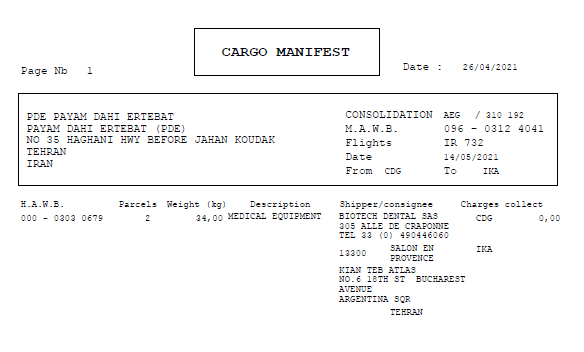 CARGO MANIFEST
Page Nb 1
Date : 26/04/2021
PDE PAYAM DAHI ERTEBAT
PAYAM DAHI ERTEBAT (PDE)
NO 35 HAGHANI HWY BEFORE JAHAN KOUDAK
TEHRAN
IRAN
CONSOLIDATION AEG / 310 192
M.A.W.B. 096 - 0312 4041
Flights IR 732
Date 14/05/2021
From CDG To IKA
H.A.W.B. Parcels Weight (kg) Description Shipper/consignee Charges collect
000 - 0303 0679 2 34,00 MEDICAL EQUIPMENT BIOTECH DENTAL SAS CDG 0,00
305 ALLE DE CRAPONNE
TEL 33 (0) 490446060
13300 SALON EN PROVENCE IKA
KIAN TEB ATLAS
NO.6 18TH ST BUCHAREST
AVENUE
ARGENTINA SQR
TEHRAN